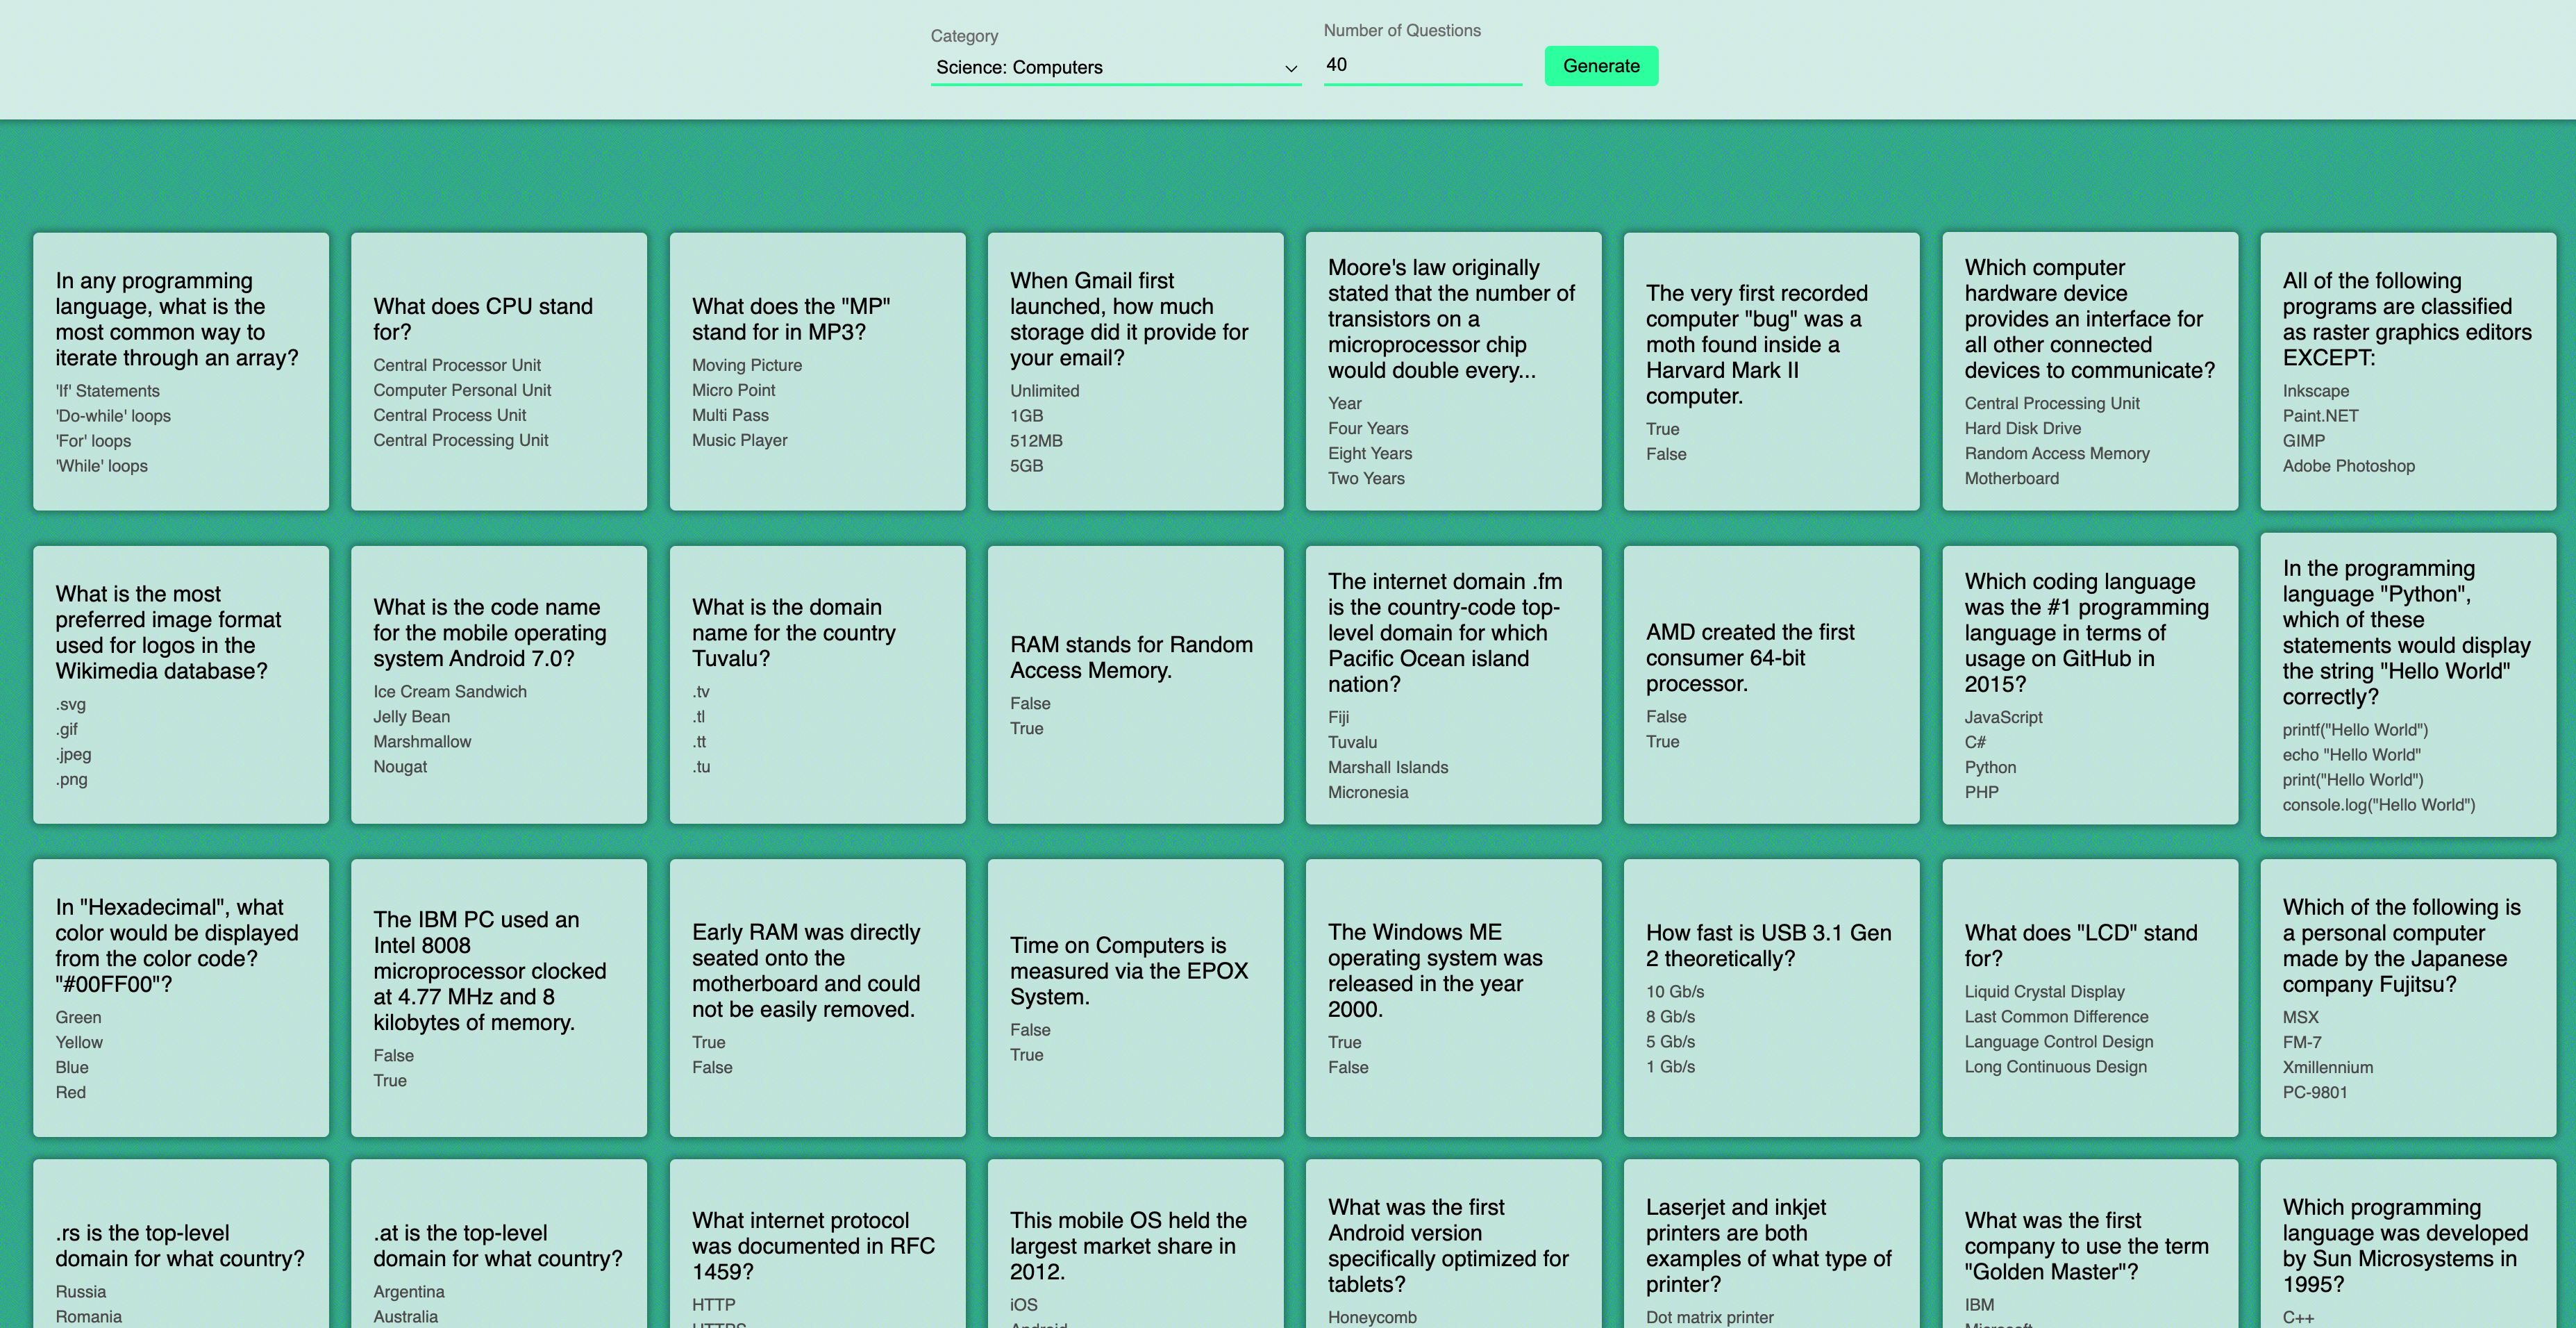 Category
Science: Computers
Number of Questions
40
Generate
In any programming
language, what is the
most common way to
iterate through an array?
'If' Statements
'Do-while' loops
'For' loops
'While' loops
What does CPU stand
for?
Central Processor Unit
Computer Personal Unit
Central Process Unit
Central Processing Unit
What does the "MP"
stand for in MP3?
Moving Picture
Micro Point
Multi Pass
Music Player
When Gmail first
launched, how much
storage did it provide for
your email?
Unlimited
1GB
512MB
5GB
Moore's law originally
stated that the number of
transistors on a
microprocessor chip
would double every...
Year
Four Years
Eight Years
Two Years
The very first recorded
computer "bug" was a
moth found inside a
Harvard Mark II
computer.
True
False
Which computer
hardware device
provides an interface for
all other connected
devices to communicate?
Central Processing Unit
Hard Disk Drive
Random Access Memory
Motherboard
All of the following
programs are classified
as raster graphics editors
EXCEPT:
Inkscape
Paint.NET
GIMP
Adobe Photoshop
What is the most
preferred image format
used for logos in the
Wikimedia database?
.svg
.gif
.jpeg
.png
What is the code name
for the mobile operating
system Android 7.0?
Ice Cream Sandwich
Jelly Bean
Marshmallow
Nougat
What is the domain
name for the country
Tuvalu?
.tv
.tl
.tt
.tu
RAM stands for Random
Access Memory.
False
True
The internet domain .fm
is the country-code top-
level domain for which
Pacific Ocean island
nation?
Fiji
Tuvalu
Marshall Islands
Micronesia
AMD created the first
consumer 64-bit
processor.
False
True
Which coding language
was the #1 programming
language in terms of
usage on GitHub in
2015?
JavaScript
C#
Python
PHP
In the programming
language "Python",
which of these
statements would display
the string "Hello World"
correctly?
printf("Hello World")
echo "Hello World"
print("Hello World")
console.log("Hello World")
In "Hexadecimal", what
color would be displayed
from the color code?
"#00FF00"?
Green
Yellow
Blue
Red
The IBM PC used an
Intel 8008
microprocessor clocked
at 4.77 MHz and 8
kilobytes of memory.
False
True
Early RAM was directly
seated onto the
motherboard and could
not be easily removed.
True
False
Time on Computers is
measured via the EPOX
System.
False
True
The Windows ME
operating system was
released in the year
2000.
True
False
How fast is USB 3.1 Gen
2 theoretically?
10 Gb/s
8 Gb/s
5 Gb/s
1 Gb/s
What does "LCD" stand
for?
Liquid Crystal Display
Last Common Difference
Language Control Design
Long Continuous Design
Which of the following is
a personal computer
made by the Japanese
company Fujitsu?
MSX
FM-7
Xmillennium
PC-9801
.rs is the top-level
domain for what country?
Russia
Romania
.at is the top-level
domain for what country?
Argentina
Australia
What internet protocol
was documented in RFC
1459?
HTTP
HTTPS
This mobile OS held the
largest market share in
2012.
iOS
Android
What was the first
Android version
specifically optimized for
tablets?
Honeycomb
Laserjet and inkjet
printers are both
examples of what type of
printer?
Dot matrix printer
What was the first
company to use the term
"Golden Master"?
IBM
Microsoft
Which programming
language was developed
by Sun Microsystems in
1995?
C++